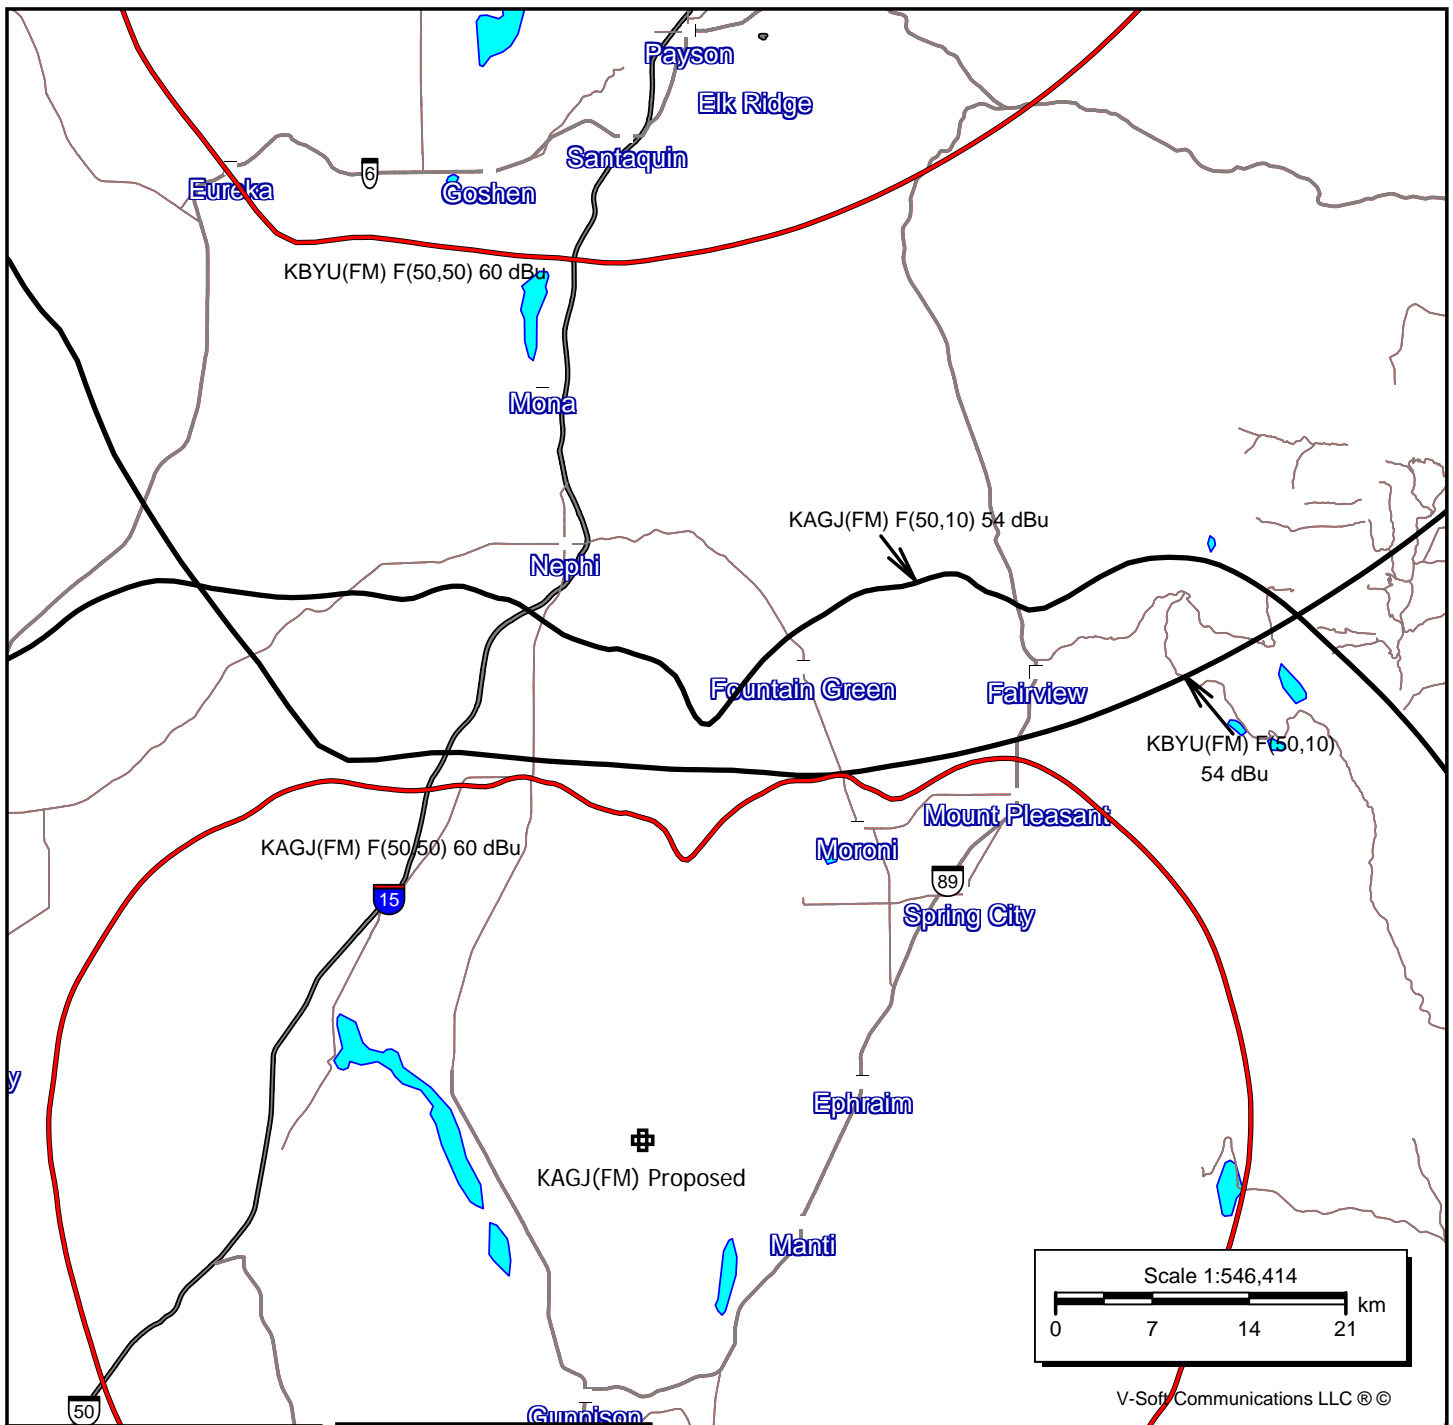 Payson
Elk Ridge
Santaquin
6
Eureka
Goshen
KBYU(FM) F(50,50) 60 dBu
Mona
KAGJ(FM) F(50,10) 54 dBu
Nephi
Fountain Green
Fairview
KBYU(FM) F(50,10)
54 dBu
Mount Pleasant
KAGJ(FM) F(50,50) 60 dBu
Moroni
15
89
Spring City
y
Ephraim
KAGJ(FM) Proposed
Manti
Scale 1:546,414
km
0 7 14 21
V-Soft Communications LLC ® ©
50
Gunnison